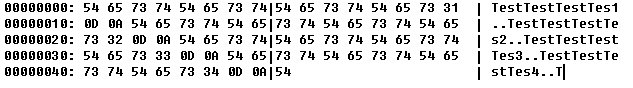 00000000: 54 65 73 74 54 65 73 74|54 65 73 74 54 65 73 31 | TestTestTestTes1
00000010: 0D 0A 54 65 73 74 54 65|73 74 54 65 73 74 54 65 | ..TestTestTestTe
00000020: 73 32 0D 0A 54 65 73 74|54 65 73 74 54 65 73 74 | s2..TestTestTest
00000030: 54 65 73 33 0D 0A 54 65|73 74 54 65 73 74 54 65 | Tes3..TestTestTe
00000040: 73 74 54 65 73 34 0D 0A|54 | stTes4..T